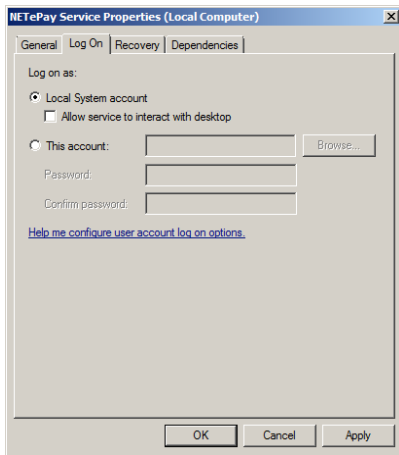 NETePay Service Properties (Local Computer)
General Log On Recovery Dependencies
Log on as:
Local System account
Allow service to interact with desktop
This account:
Browse...
Password:
Confirm password:
Help me configure user account log on options.
OK Cancel Apply